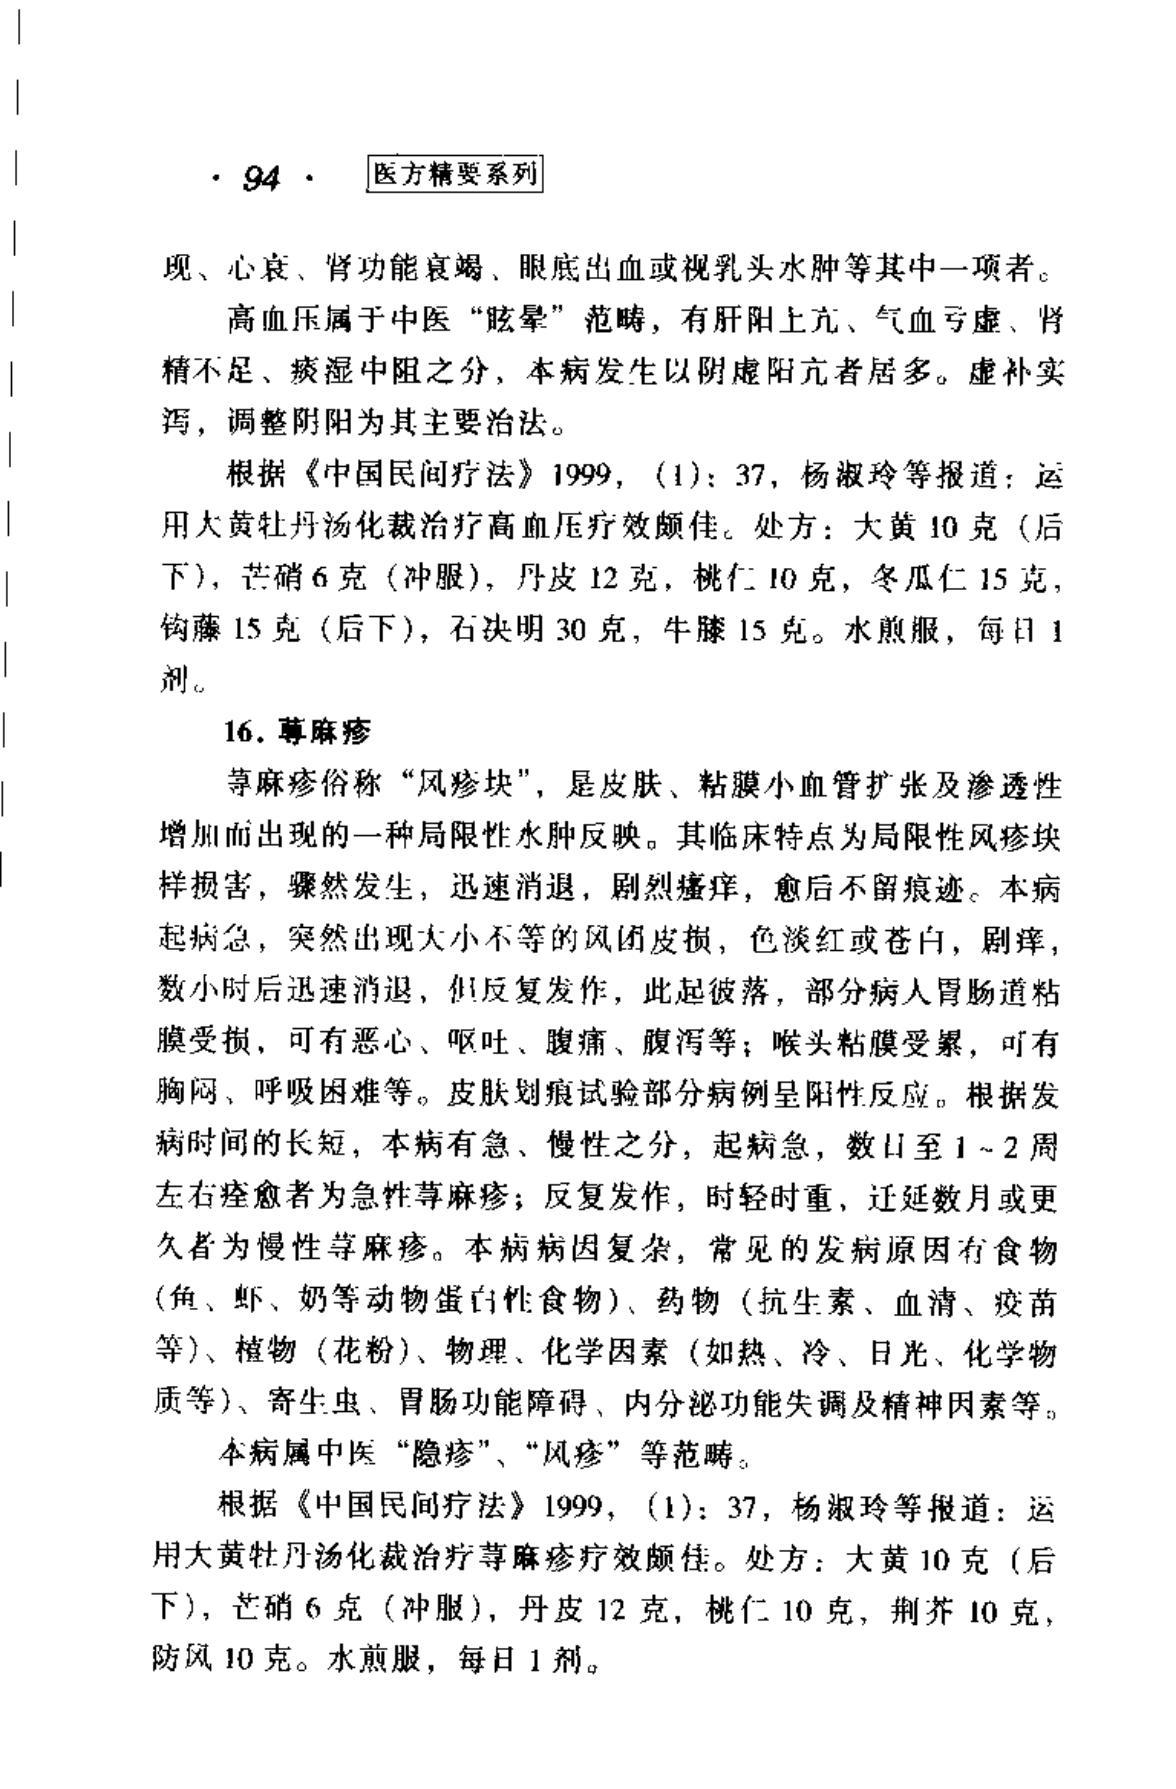 · 94 · 医方精要系列
现、心衰、肾功能衰竭、眼底出血或视乳头水肿等其中一项者。
高血压属于中医“眩晕”范畴，有肝阳上亢、气血亏虚、肾
精不足、痰湿中阻之分，本病发生以阴虚阳亢者居多。虚补实
泻，调整阴阳为其主要治法。
根据《中国民间疗法》1999，（1）：37，杨淑玲等报道：运
用大黄牡丹汤化裁治疗高血压疗效颇佳。处方：大黄 10 克（后
下），芒硝 6 克（冲服），丹皮 12 克，桃仁 10 克，冬瓜仁 15 克，
钩藤 15 克（后下），石决明 30 克，牛膝 15 克。水煎服，每日 1
剂。
16. 荨麻疹
荨麻疹俗称“风疹块”，是皮肤、粘膜小血管扩张及渗透性
增加而出现的一种局限性水肿反映。其临床特点为局限性风疹块
样损害，骤然发生，迅速消退，剧烈瘙痒，愈后不留痕迹。本病
起病急，突然出现大小不等的风团皮损，色淡红或苍白，剧痒，
数小时后迅速消退，但反复发作，此起彼落，部分病人胃肠道粘
膜受损，可有恶心、呕吐、腹痛、腹泻等；喉头粘膜受累，可有
胸闷、呼吸困难等。皮肤划痕试验部分病例呈阳性反应。根据发
病时间的长短，本病有急、慢性之分，起病急，数日至 1～2 周
左右痊愈者为急性荨麻疹；反复发作，时轻时重，迁延数月或更
久者为慢性荨麻疹。本病病因复杂，常见的发病原因有食物
（鱼、虾、奶等动物蛋白性食物）、药物（抗生素、血清、疫苗
等）、植物（花粉）、物理、化学因素（如热、冷、日光、化学物
质等）、寄生虫、胃肠功能障碍、内分泌功能失调及精神因素等。
本病属中医“隐疹”、“风疹”等范畴。
根据《中国民间疗法》1999，（1）：37，杨淑玲等报道：运
用大黄牡丹汤化裁治疗荨麻疹疗效颇佳。处方：大黄 10 克（后
下），芒硝 6 克（冲服），丹皮 12 克，桃仁 10 克，荆芥 10 克，
防风 10 克。水煎服，每日 1 剂。